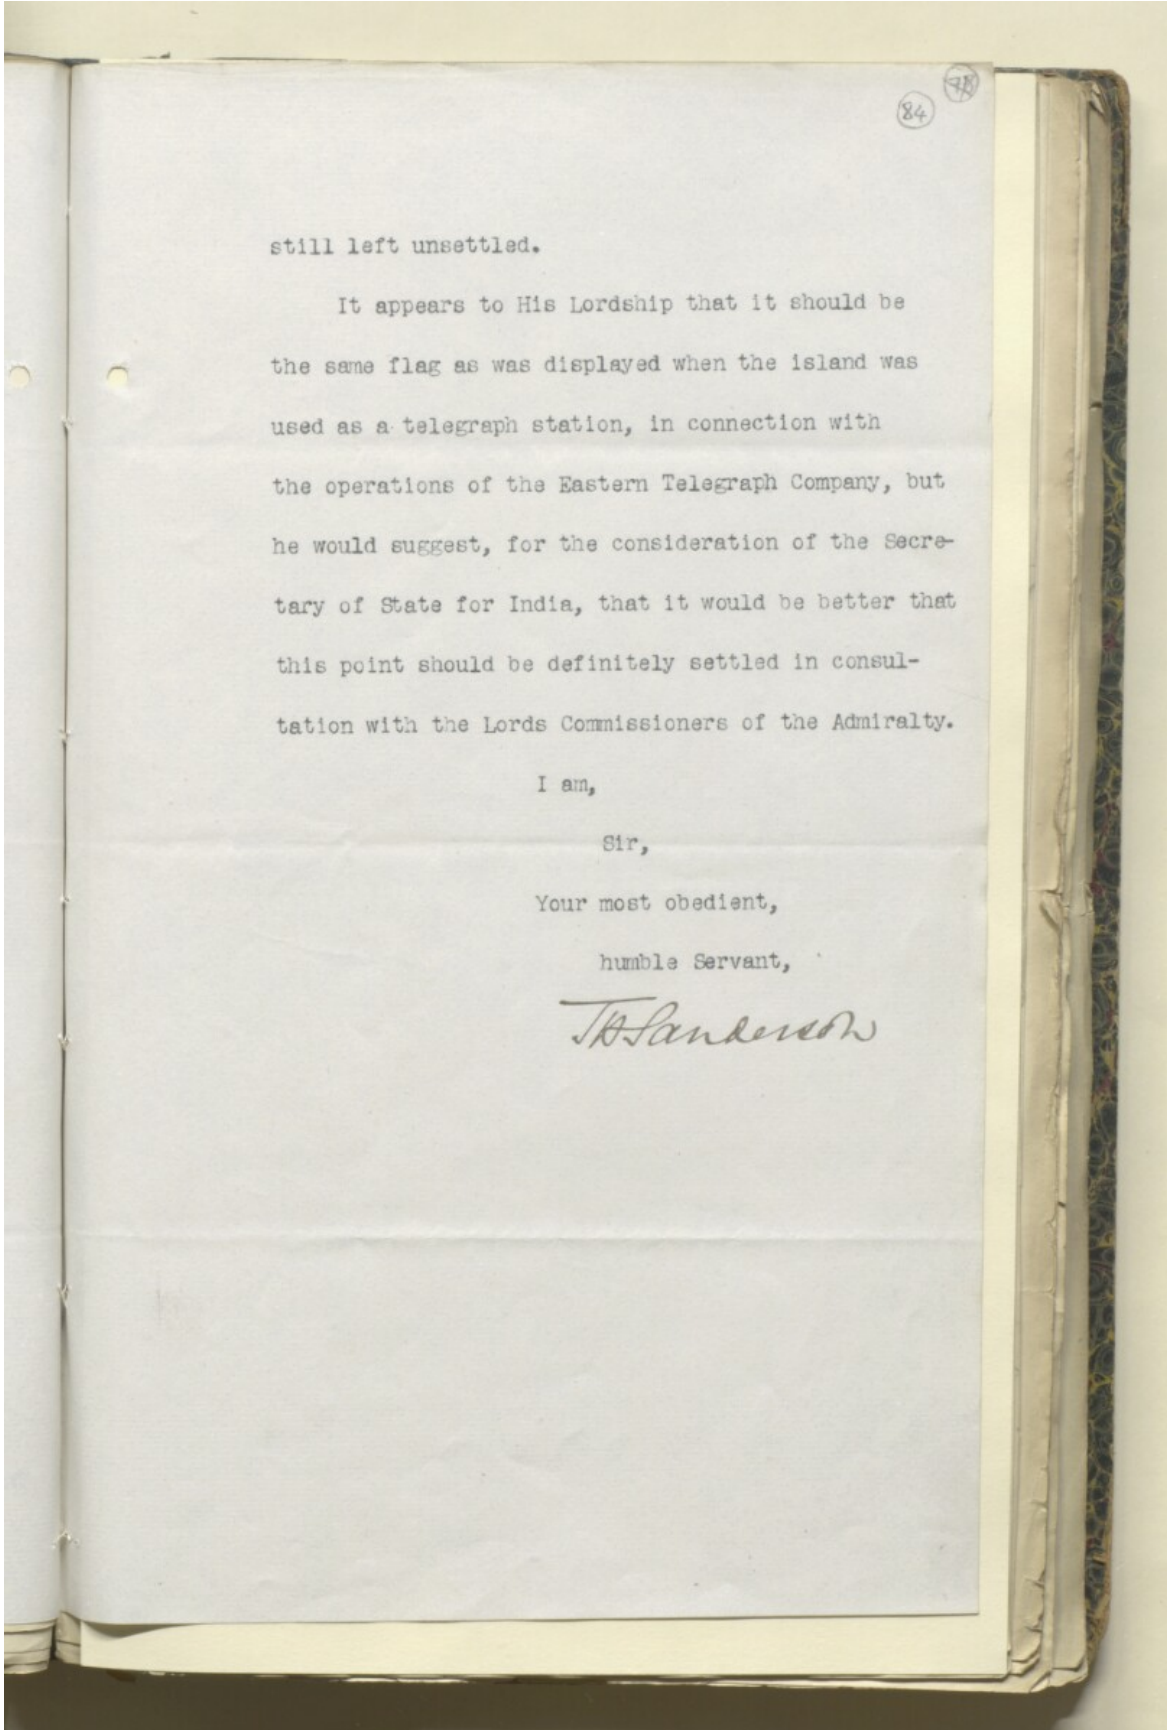 84
still left unsettled.
It appears to His Lordship that it should be
the same flag as was displayed when the island was
used as a telegraph station, in connection with
the operations of the Eastern Telegraph Company, but
he would suggest, for the consideration of the Secre-
tary of State for India, that it would be better that
this point should be definitely settled in consul-
tation with the Lords Commissioners of the Admiralty.
I am,
Sir,
Your most obedient,
humble Servant,
THSanderson